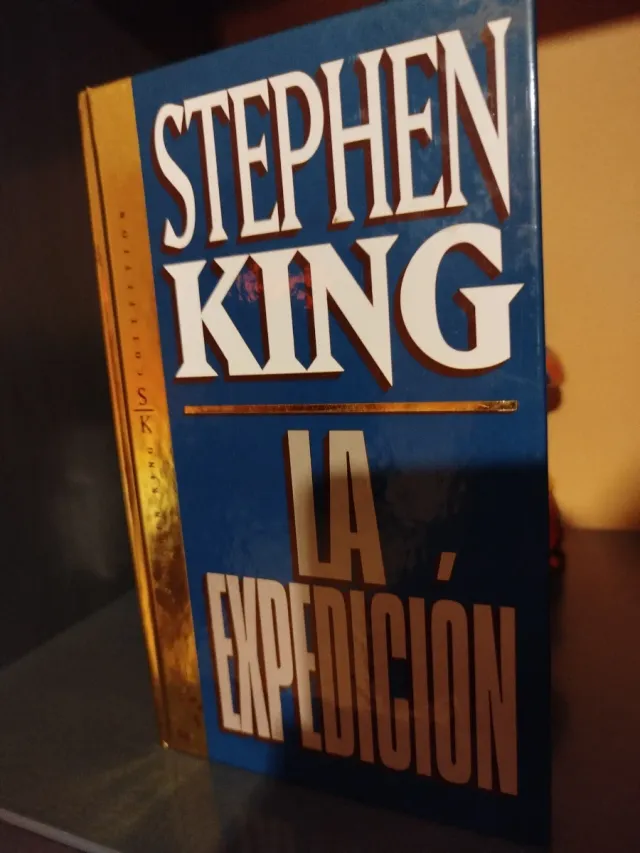 STEPHEN
KING
LA
EXPEDICIÓN
S
K